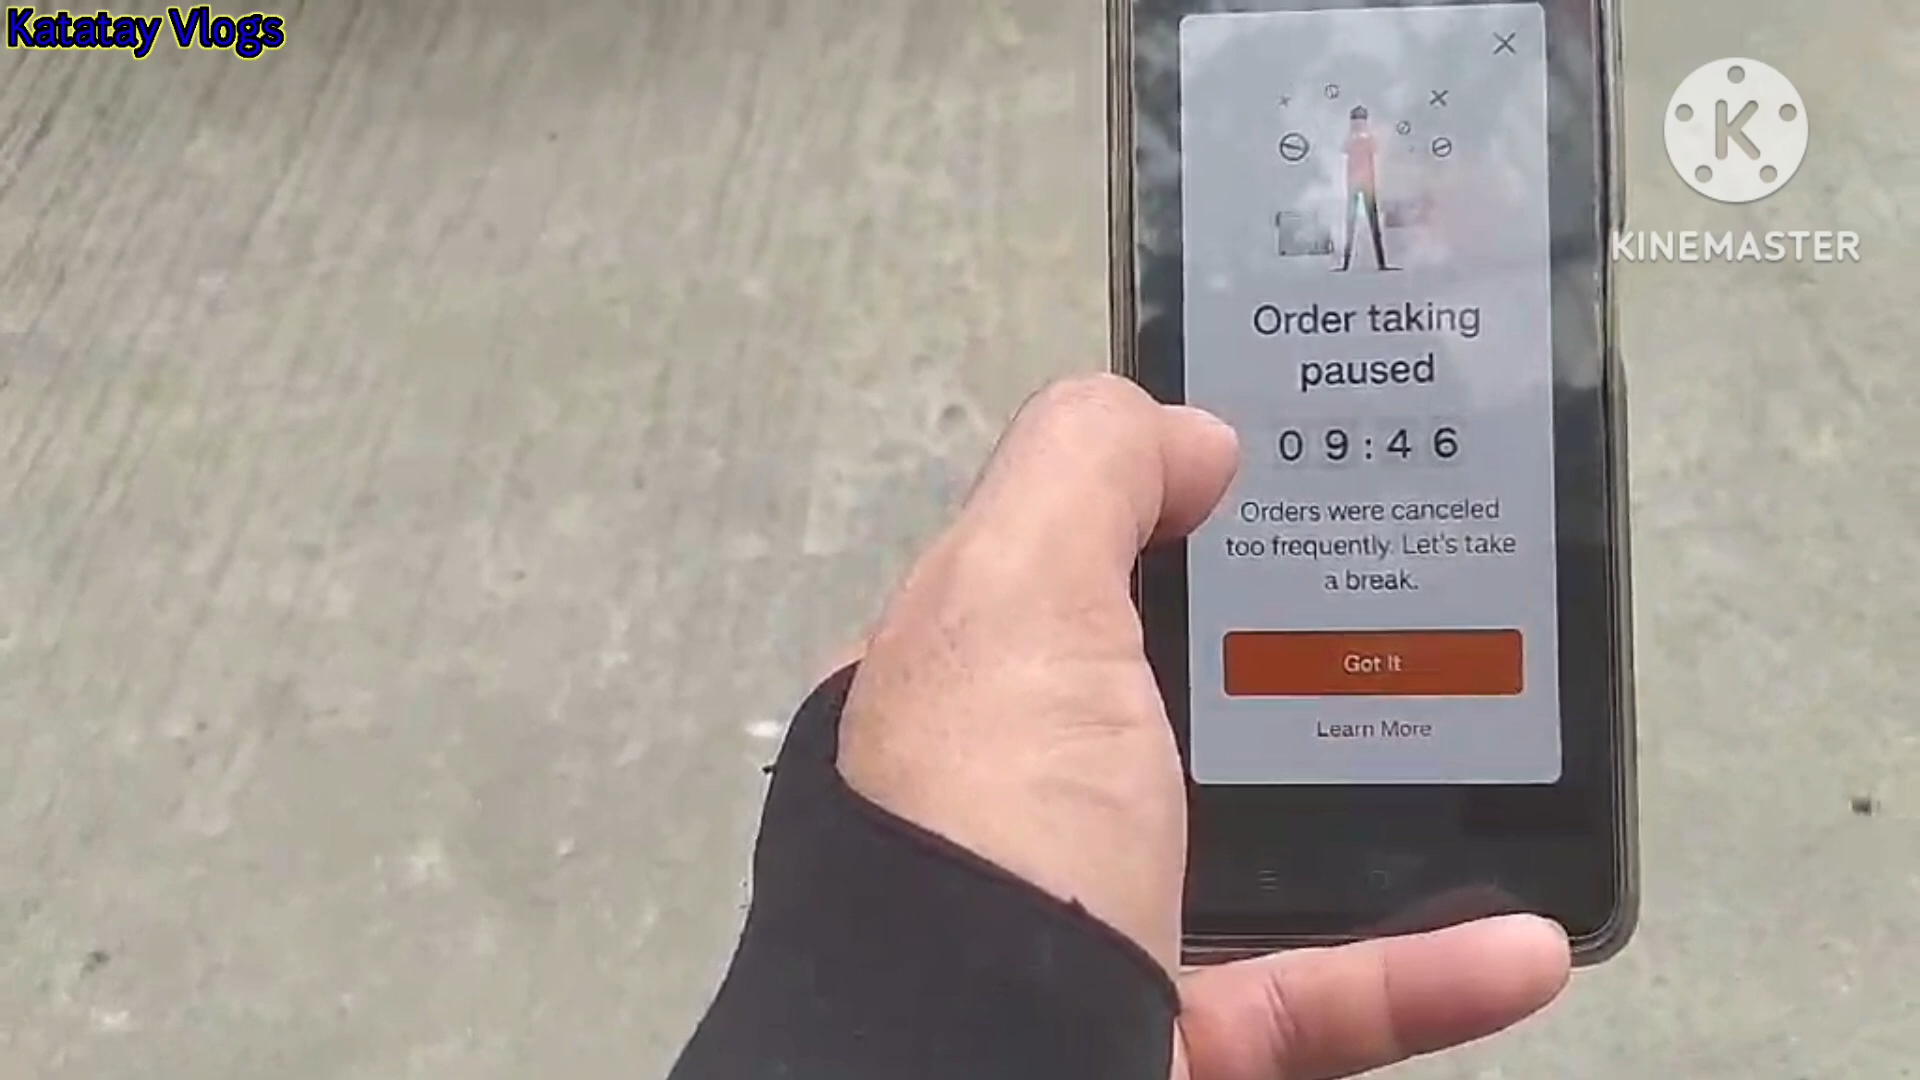 Katatay Vlogs
K
KINEMASTER
Order taking
paused
09:46
Orders were canceled
too frequently. Let's take
a break.
Got It
Learn More